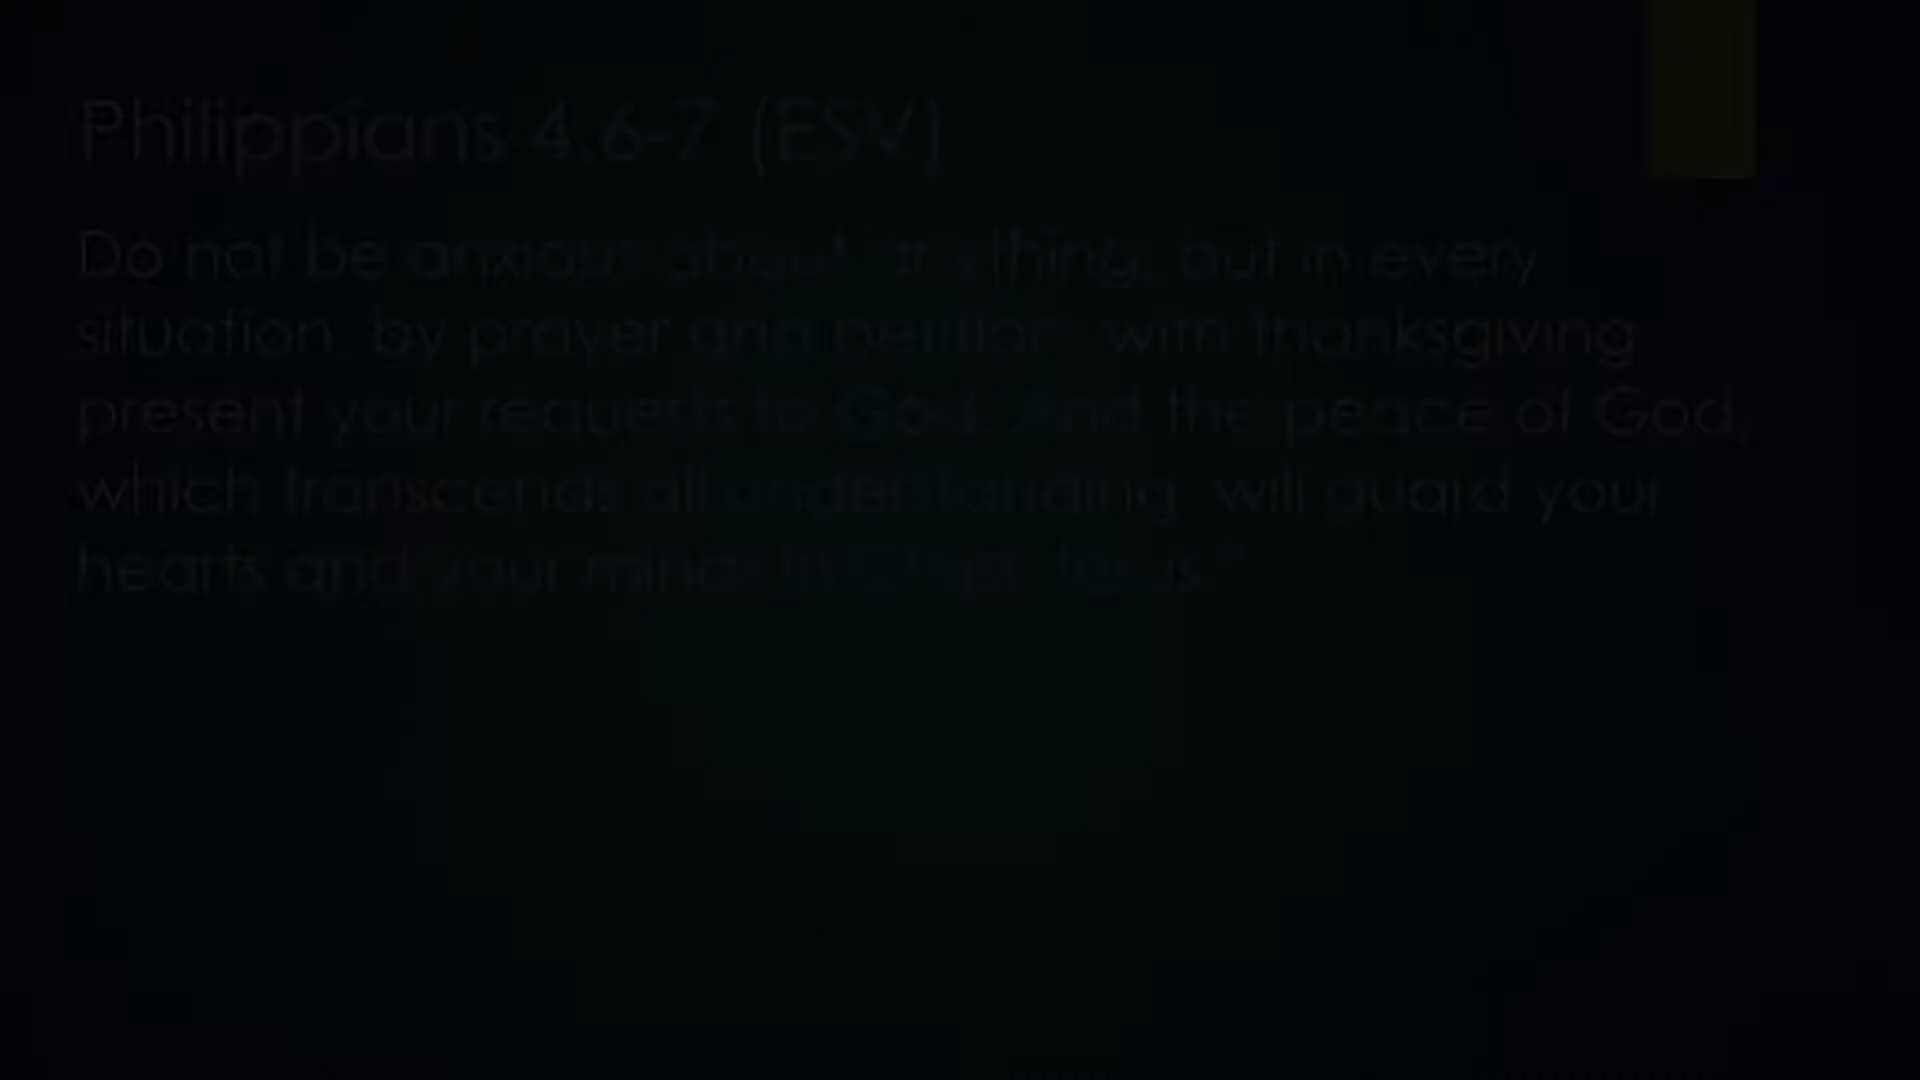 Philippians 4.6-7 (ESV)
Do not be anxious about anything, but in every
situation, by prayer and petition, with thanksgiving
present your requests to God. And the peace of God,
which transcends all understanding, will guard your
hearts and your minds in Christ Jesus."